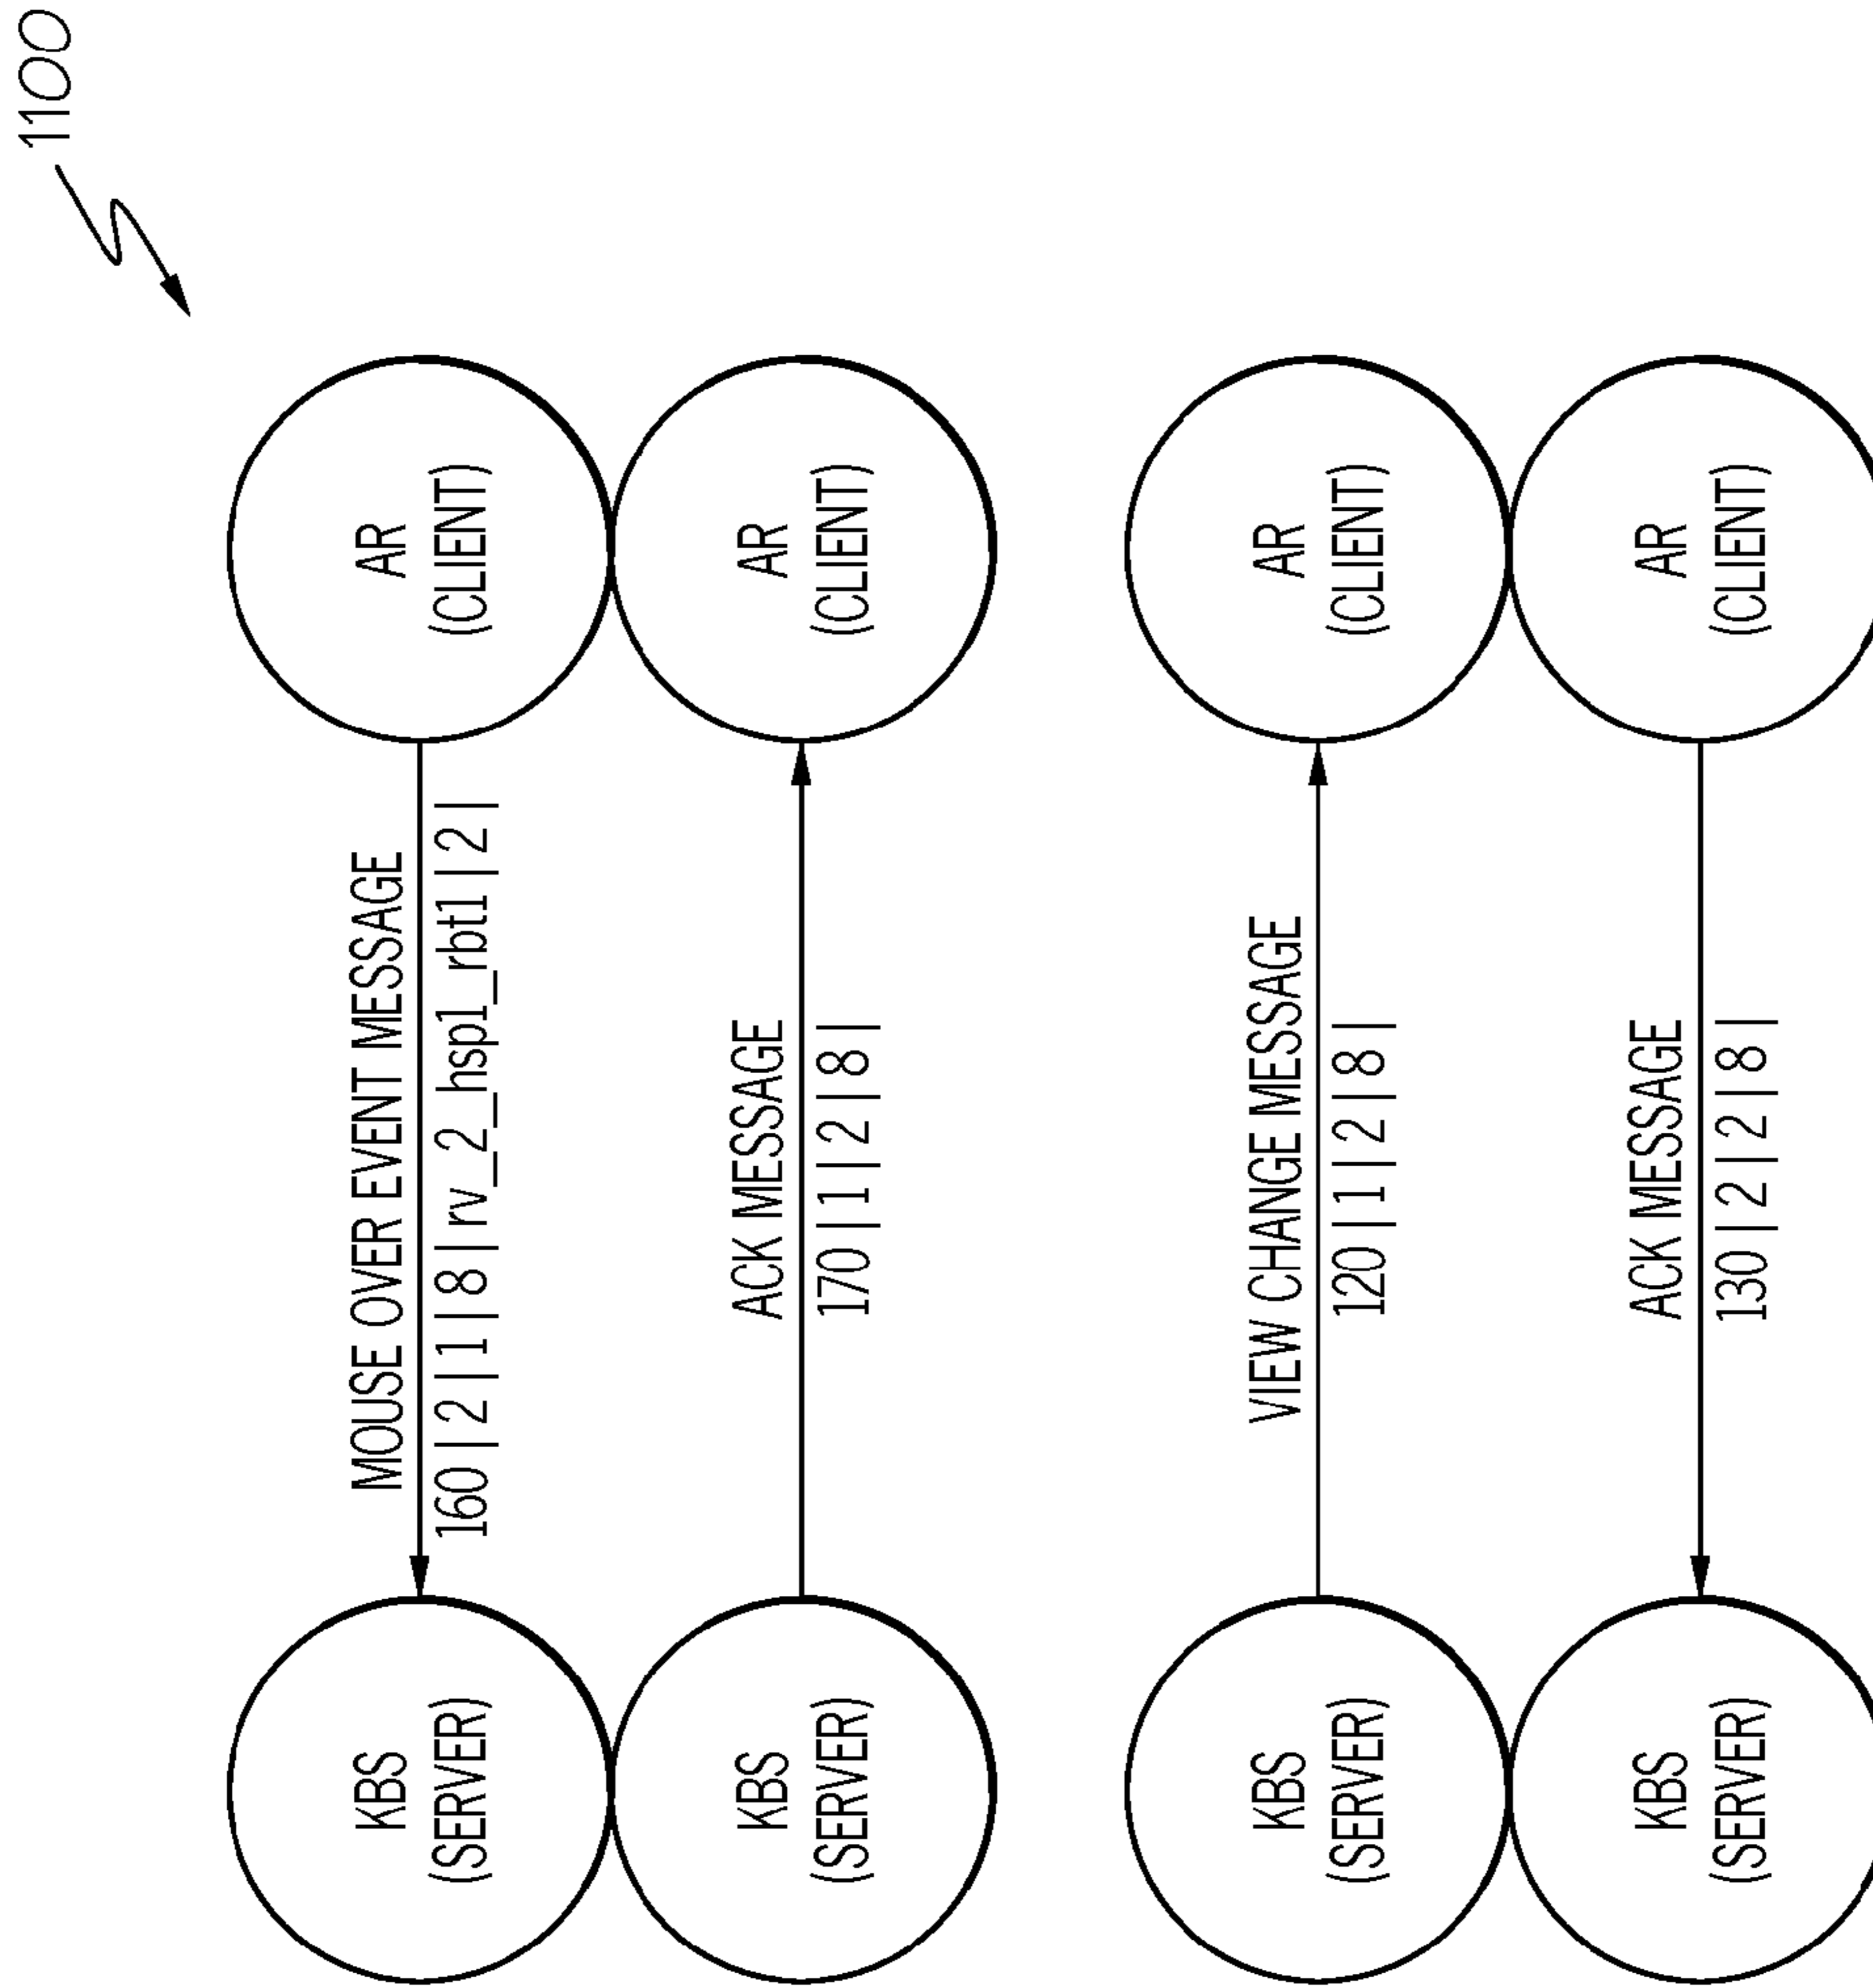 1100
KBS
(SERVER)
MOUSE OVER EVENT MESSAGE
160|2|1|8|rv_2_hsp1_rbt1|2|
AR
(CLIENT)
KBS
(SERVER)
ACK MESSAGE
170|1|2|8|
AR
(CLIENT)
KBS
(SERVER)
VIEW CHANGE MESSAGE
120|1|2|8|
AR
(CLIENT)
KBS
(SERVER)
ACK MESSAGE
130|2|2|8|
AR
(CLIENT)